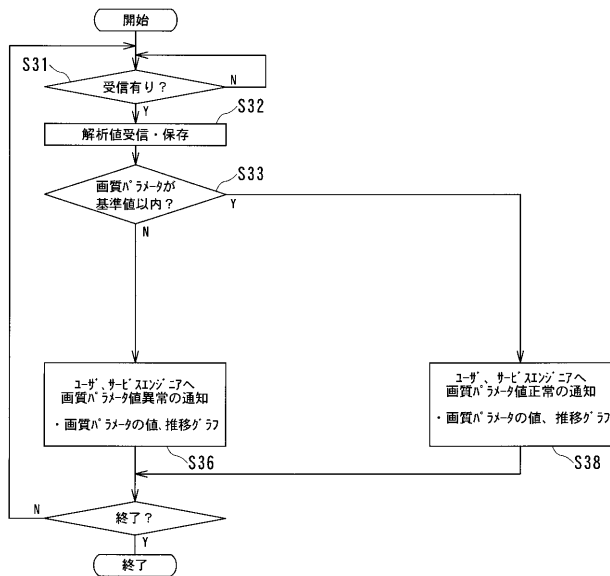 開始
S31
受信有り?
N
Y
S32
解析値受信・保存
S33
画質ﾊﾟﾗﾒｰﾀが
基準値以内?
Y
N
ﾕｰｻﾞ、ｻｰﾋﾞｽｴﾝｼﾞﾆｱへ
画質ﾊﾟﾗﾒｰﾀ値異常の通知
・画質ﾊﾟﾗﾒｰﾀの値、推移ｸﾞﾗﾌ
S36
ﾕｰｻﾞ、ｻｰﾋﾞｽｴﾝｼﾞﾆｱへ
画質ﾊﾟﾗﾒｰﾀ値正常の通知
・画質ﾊﾟﾗﾒｰﾀの値、推移ｸﾞﾗﾌ
S38
N
終了?
Y
終了